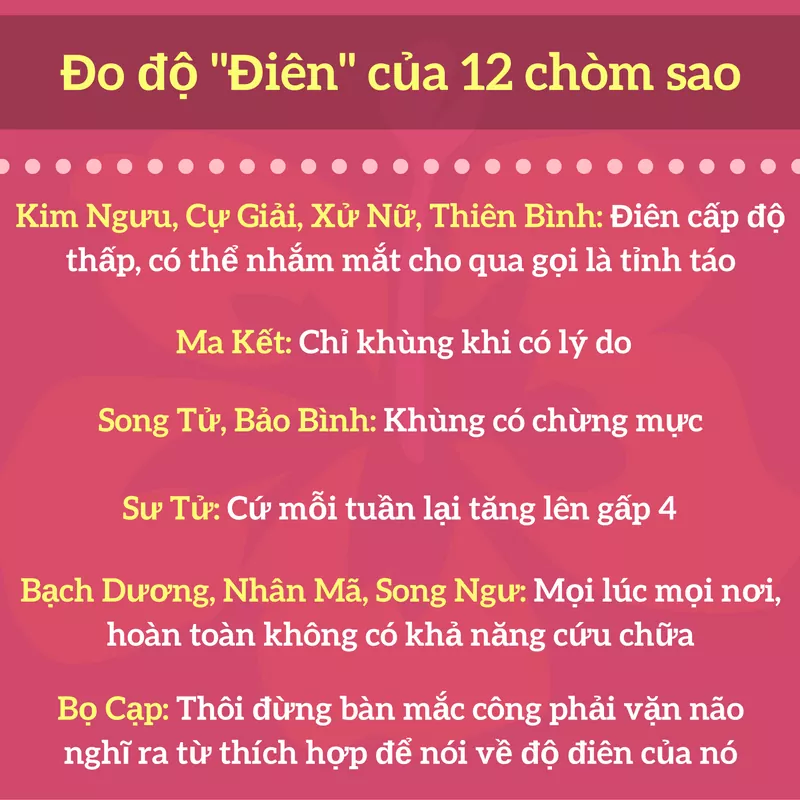 Đo độ "Điên" của 12 chòm sao
Kim Ngưu, Cự Giải, Xử Nữ, Thiên Bình: Điên cấp độ
thấp, có thể nhắm mắt cho qua gọi là tỉnh táo
Ma Kết: Chỉ khùng khi có lý do
Song Tử, Bảo Bình: Khùng có chừng mực
Sư Tử: Cứ mỗi tuần lại tăng lên gấp 4
Bạch Dương, Nhân Mã, Song Ngư: Mọi lúc mọi nơi,
hoàn toàn không có khả năng cứu chữa
Bọ Cạp: Thôi đừng bàn mắc công phải vặn não
nghĩ ra từ thích hợp để nói về độ điên của nó